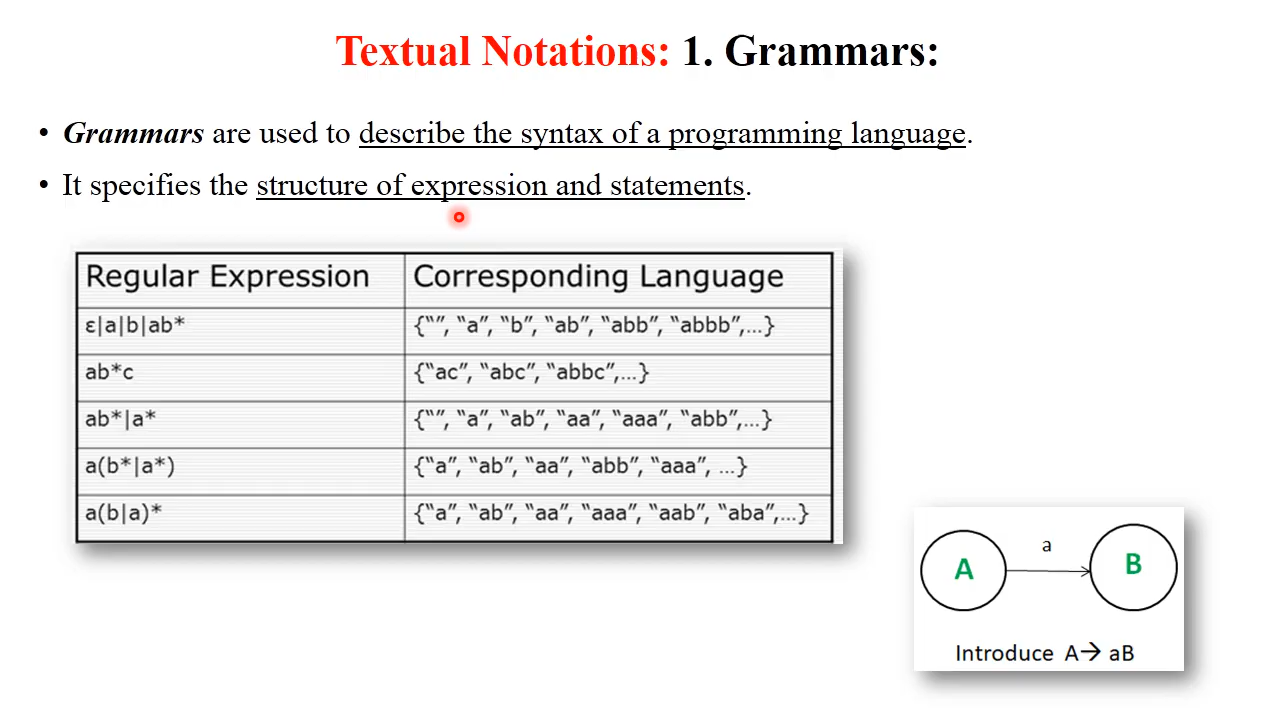 Textual Notations: 1. Grammars:
• Grammars are used to describe the syntax of a programming language.
• It specifies the structure of expression and statements.
Regular Expression Corresponding Language
ε|a|b|ab* {“”, “a”, “b”, “ab”, “abb”, “abbb”,...}
ab*c {“ac”, “abc”, “abbc”,...}
ab*|a* {“”, “a”, “ab”, “aa”, “aaa”, “abb”,...}
a(b*|a*) {“a”, “ab”, “aa”, “abb”, “aaa”, ...}
a(b|a)* {“a”, “ab”, “aa”, “aaa”, “aab”, “aba”,...}
a
A B
Introduce A→ aB